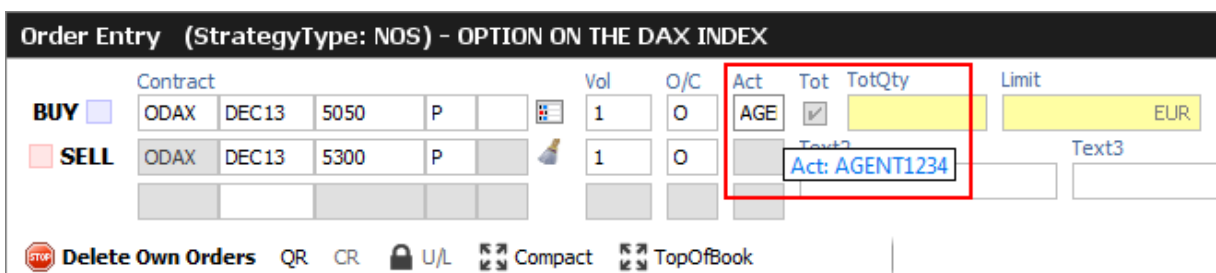 Order Entry (StrategyType: NOS) - OPTION ON THE DAX INDEX
Contract Vol O/C Act Tot TotQty Limit
BUY ODAX DEC13 5050 P 1 O AGE EUR
Text3
SELL ODAX DEC13 5300 P 1 O
Act: AGENT1234
STOP Delete Own Orders QR CR U/L Compact TopOfBook